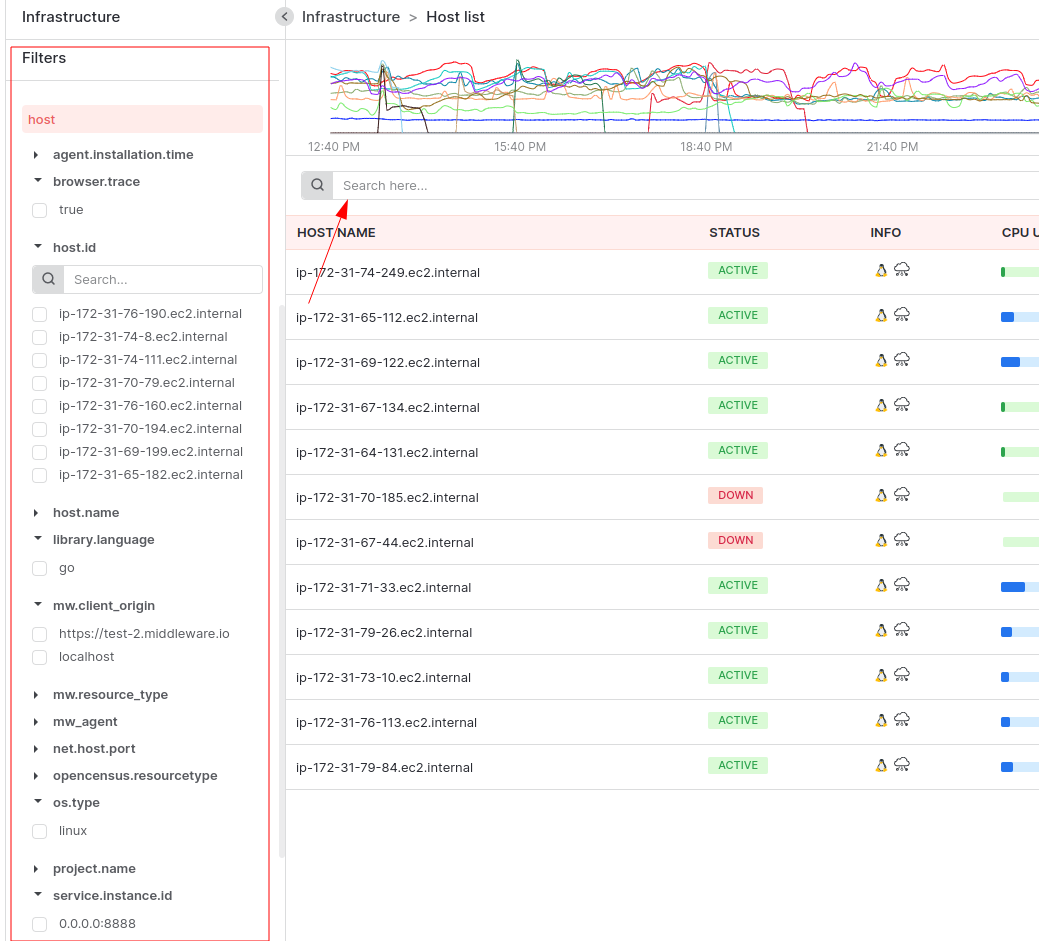 Infrastructure
Infrastructure > Host list
Filters
host
agent.installation.time
browser.trace
true
host.id
Search...
ip-172-31-76-190.ec2.internal
ip-172-31-74-8.ec2.internal
ip-172-31-74-111.ec2.internal
ip-172-31-70-79.ec2.internal
ip-172-31-76-160.ec2.internal
ip-172-31-70-194.ec2.internal
ip-172-31-69-199.ec2.internal
ip-172-31-65-182.ec2.internal
host.name
library.language
go
mw.client_origin
https://test-2.middleware.io
localhost
mw.resource_type
mw_agent
net.host.port
opencensus.resourcetype
os.type
linux
project.name
service.instance.id
0.0.0.0:8888
12:40 PM 15:40 PM 18:40 PM 21:40 PM
Search here...
HOST NAME STATUS INFO CPU U
ip-172-31-74-249.ec2.internal ACTIVE
ip-172-31-65-112.ec2.internal ACTIVE
ip-172-31-69-122.ec2.internal ACTIVE
ip-172-31-67-134.ec2.internal ACTIVE
ip-172-31-64-131.ec2.internal ACTIVE
ip-172-31-70-185.ec2.internal DOWN
ip-172-31-67-44.ec2.internal DOWN
ip-172-31-71-33.ec2.internal ACTIVE
ip-172-31-79-26.ec2.internal ACTIVE
ip-172-31-73-10.ec2.internal ACTIVE
ip-172-31-76-113.ec2.internal ACTIVE
ip-172-31-79-84.ec2.internal ACTIVE